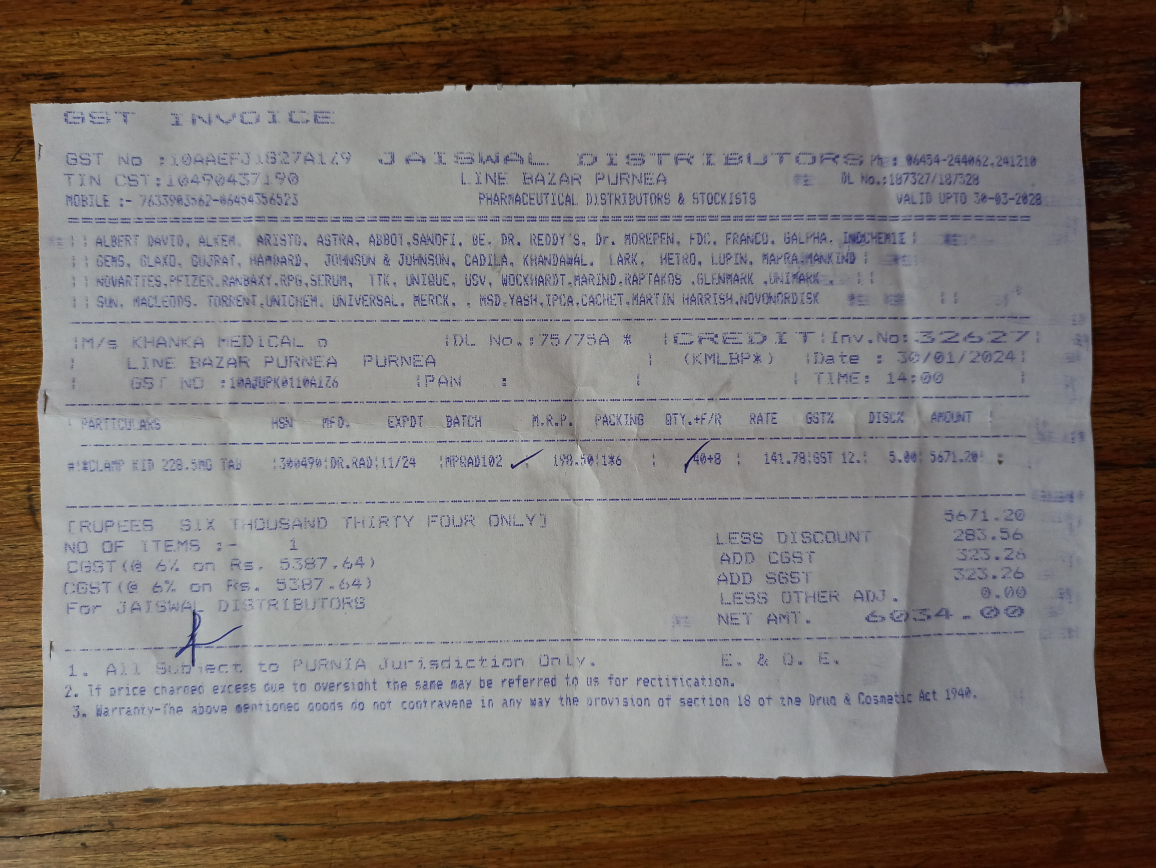 GST INVOICE
GST No :10AAEFJ1827A1Z9 JAISWAL DISTRIBUTORS Ph: 06454-244062,241210
TIN CST:10490437190 LINE BAZAR PURNEA DL No.:187327/187328
MOBILE :- 7633903562-06454356523 PHARMACEUTICAL DISTRIBUTORS & STOCKISTS VALID UPTO 30-03-2028
ALBERT DAVID, ALKEM, ARISTO, ASTRA, ABBOT,SANOFI, BE, DR. REDDY'S, Dr. MOREPEN, FDC, FRANCO, GALPHA, INDOCHEMIE
GEMS, GLAXO, GUJRAT, HAMDARD, JOHNSON & JOHNSON, CADILA, KHANDAWAL, LARK, HETRO, LUPIN, MAPRA,MANKIND
NOVARTIES,PFIZER,RANBAXY,RPG,SERUM, TTK, UNIQUE, USV, WOCKHARDT,MARIND,RAPTAKOS ,GLENMARK ,UNIMARK
SUN, MACLEODS, TORRENT,UNICHEM, UNIVERSAL, MERCK, , MSD,YASH,IPCA,CACHET,MARTIN HARRISH,NOVONORDISK
M/s KHANKA MEDICAL o |DL No.:75/75A * |CREDIT|Inv.No:32627|
LINE BAZAR PURNEA PURNEA | (KMLBP*) |Date : 30/01/2024|
GST NO :10AJUPK0110A1Z6 |PAN : | | TIME: 14:00 |
PARTICULARS HSN MFD. EXPDT BATCH M.R.P. PACKING QTY.+F/R RATE GST% DISC% AMOUNT
#|*CLAMP KID 228.5MG TAB |300490|DR.RAD|11/24 |MPRAD102 | 198.50|1*6 | 40+8 | 141.78|GST 12.| 5.00| 5671.20|
[RUPEES SIX THOUSAND THIRTY FOUR ONLY] 5671.20
NO OF ITEMS :- 1 LESS DISCOUNT 283.56
CGST(@ 6% on Rs. 5387.64) ADD CGST 323.26
CGST(@ 6% on Rs. 5387.64) ADD SGST 323.26
For JAISWAL DISTRIBUTORS LESS OTHER ADJ. 0.00
NET AMT. 6034.00
1. All Subject to PURNIA Jurisdiction Only. E. & O. E.
2. If price charged excess due to oversight the same may be referred to us for rectification.
3. Warranty-The above mentioned goods do not contravene in any way the provision of section 18 of the Drug & Cosmetic Act 1940.